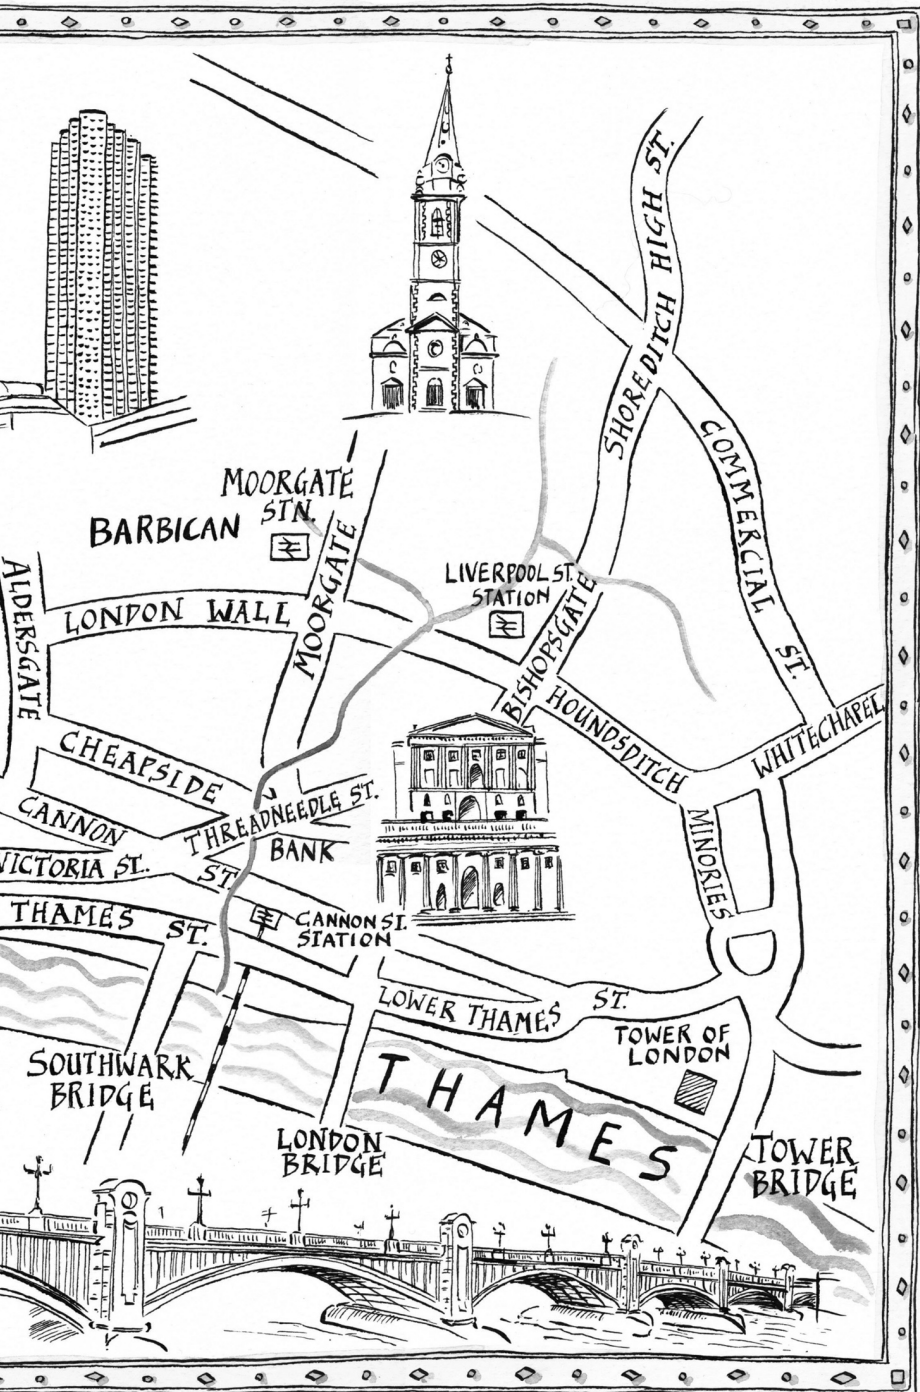 SHOREDITCH HIGH ST.
COMMERCIAL ST.
MOORGATE
STN.
BARBICAN
MOORGATE
LIVERPOOL ST.
STATION
ALDERSGATE
LONDON WALL
BISHOPSGATE
HOUNDSDITCH
WHITECHAPEL
CHEAPSIDE
THREADNEEDLE ST.
CANNON ST.
BANK
VICTORIA ST.
MINORIES
THAMES ST.
CANNON ST.
STATION
LOWER THAMES ST.
TOWER OF
LONDON
SOUTHWARK
BRIDGE
THAMES
LONDON
BRIDGE
TOWER
BRIDGE